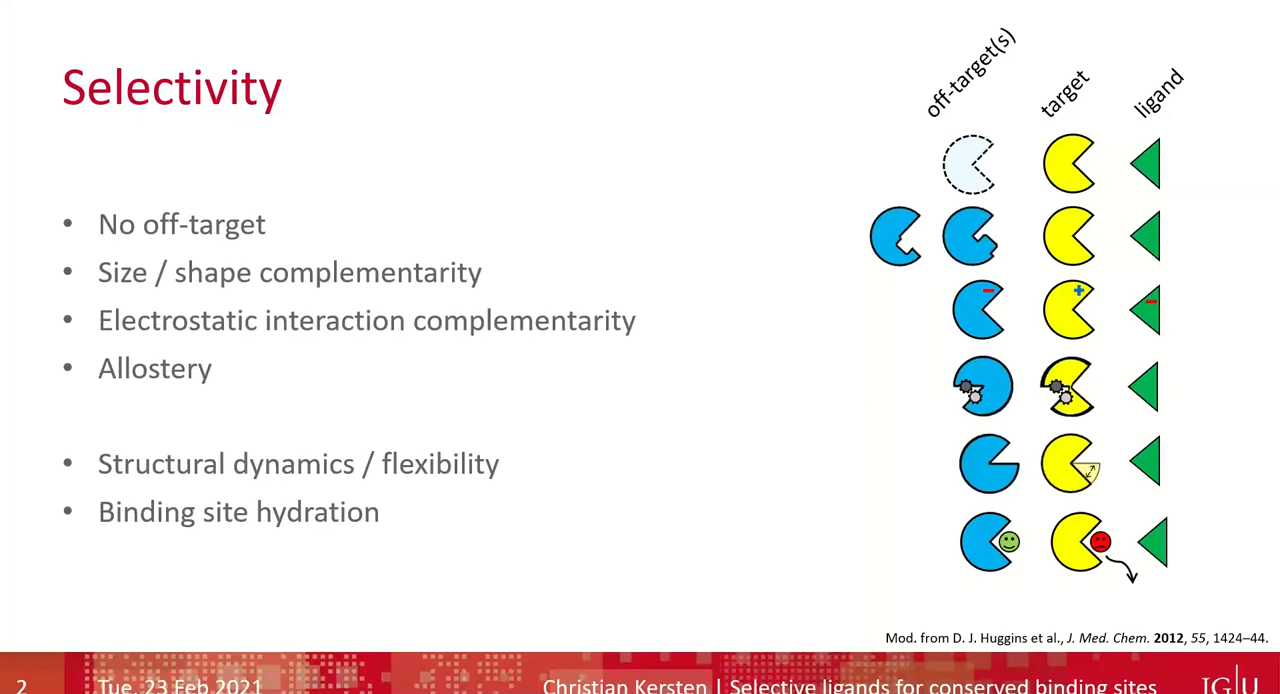 Selectivity
off-target(s)
target
ligand
• No off-target
• Size / shape complementarity
• Electrostatic interaction complementarity
• Allostery
• Structural dynamics / flexibility
• Binding site hydration
Mod. from D. J. Huggins et al., J. Med. Chem. 2012, 55, 1424–44.
2 Tue, 23 Feb 2021 Christian Kersten | Selective ligands for conserved binding sites